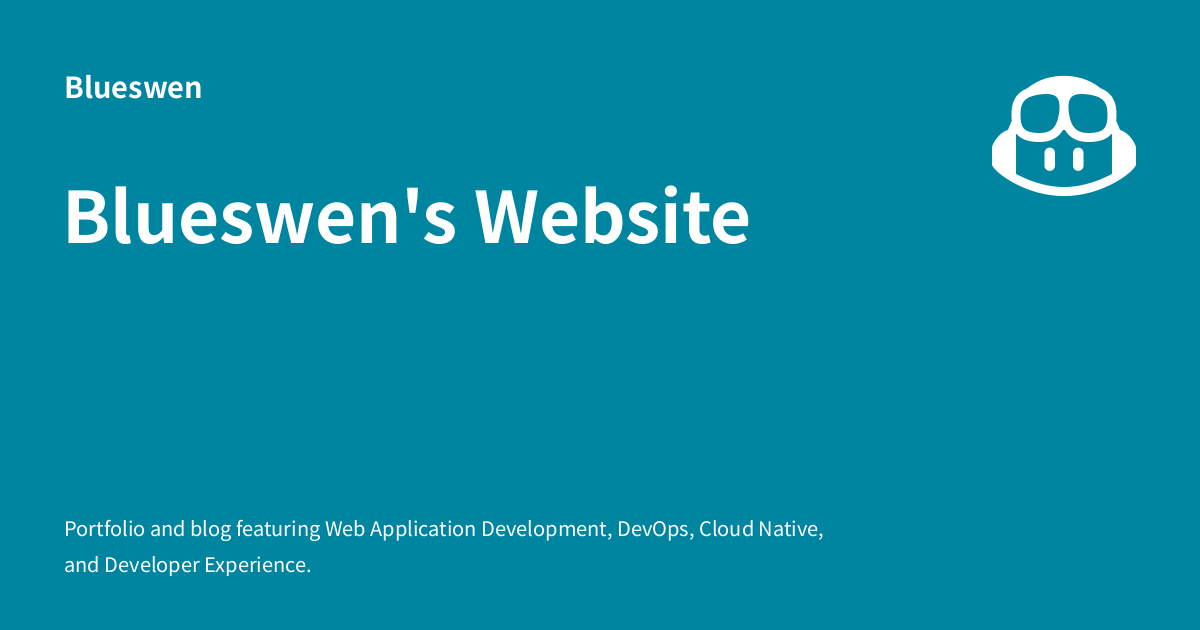 Blueswen
Blueswen's Website
Portfolio and blog featuring Web Application Development, DevOps, Cloud Native,
and Developer Experience.